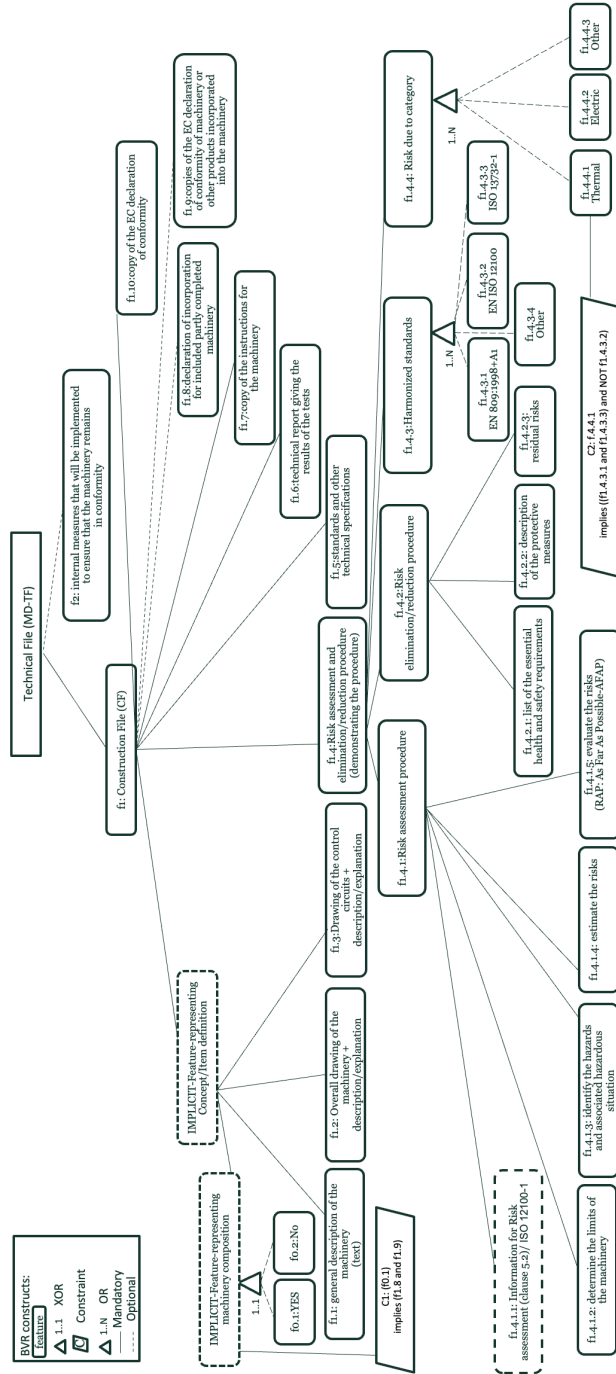 Technical File (MD-TF)
BVR constructs:
feature
1..1 XOR
Constraint
1..N OR
Mandatory
Optional
f2: internal measures that will be implemented
to ensure that the machinery remains
in conformity
f1: Construction File (CF)
f1.10:copy of the EC declaration
of conformity
IMPLICIT-Feature-representing
Concept/Item definition
f1.8:declaration of incorporation
for included partly completed
machinery
f1.9:copies of the EC declaration
of conformity of machinery or
other products incorporated
into the machinery
IMPLICIT-Feature-representing
machinery composition
1..1
f0.1:YES
f0.2:No
f1.7:copy of the instructions for
the machinery
f1.6:technical report giving the
results of the tests
f1.1: general description of the
machinery
(text)
f1.2: Overall drawing of the
machinery +
description/explanation
f1.3:Drawing of the control
circuits +
description/explanation
f1.4:Risk assessment and
elimination/reduction procedure
(demonstrating the procedure)
f1.5:standards and other
technical specifications
C1: (f0.1)
implies (f1.8 and f1.9)
f1.4.1:Risk assessment procedure
f1.4.2:Risk
elimination/reduction procedure
f1.4.3:Harmonized standards
f1.4.4: Risk due to category
1..N
1..N
f1.4.3.1
EN 809:1998+A1
f1.4.3.2
EN ISO 12100
f1.4.3.3
ISO 13732-1
f1.4.3.4
Other
f1.4.1.1: Information for Risk
assessment (clause 5.2)/ ISO 12100-1
f1.4.2.1: list of the essential
health and safety requirements
f1.4.2.2: description
of the protective
measures
f1.4.2.3:
residual risks
f1.4.4.1
Thermal
f1.4.4.2
Electric
f1.4.4.3
Other
f1.4.1.2: determine the limits of
the machinery
f1.4.1.3: identify the hazards
and associated hazardous
situation
f1.4.1.4: estimate the risks
f1.4.1.5: evaluate the risks
(RAP: As Far As Possible-AFAP)
C2: f.4.4.1
implies ((f1.4.3.1 and f1.4.3.3) and NOT f1.4.3.2)